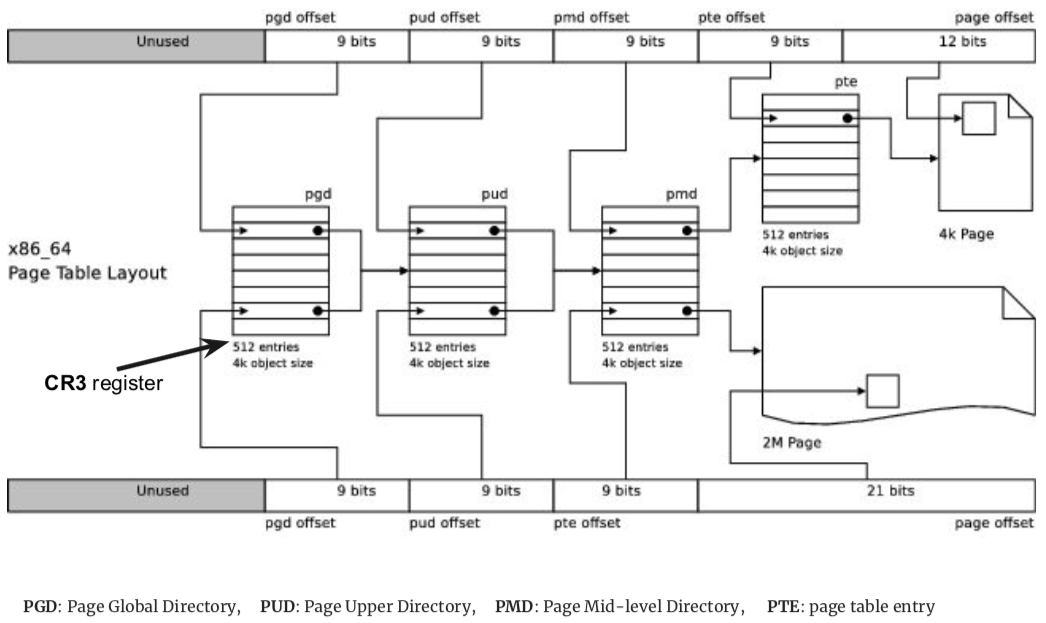 pgd offset pud offset pmd offset pte offset page offset
Unused 9 bits 9 bits 9 bits 9 bits 12 bits
pte
pgd pud pmd
512 entries
4k object size
4k Page
x86_64
Page Table Layout
512 entries
4k object size
512 entries
4k object size
512 entries
4k object size
CR3 register
2M Page
Unused 9 bits 9 bits 9 bits 21 bits
pgd offset pud offset pte offset page offset
PGD: Page Global Directory, PUD: Page Upper Directory, PMD: Page Mid-level Directory, PTE: page table entry